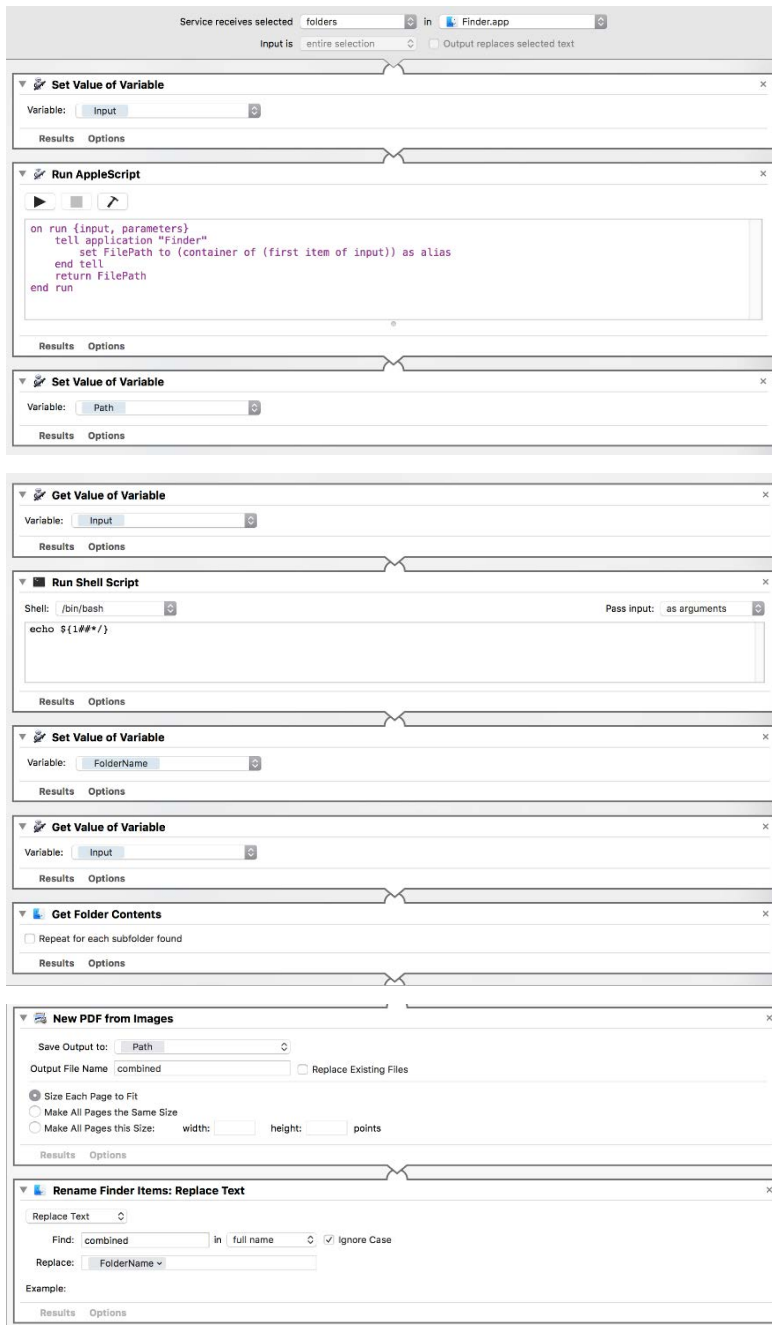 Service receives selected folders in Finder.app
Input is entire selection Output replaces selected text
Set Value of Variable
Variable: Input
Results Options
Run AppleScript
on run {input, parameters}
tell application "Finder"
set FilePath to (container of (first item of input)) as alias
end tell
return FilePath
end run
Results Options
Set Value of Variable
Variable: Path
Results Options
Get Value of Variable
Variable: Input
Results Options
Run Shell Script
Shell: /bin/bash Pass input: as arguments
echo ${1##*/}
Results Options
Set Value of Variable
Variable: FolderName
Results Options
Get Value of Variable
Variable: Input
Results Options
Get Folder Contents
Repeat for each subfolder found
Results Options
New PDF from Images
Save Output to: Path
Output File Name combined Replace Existing Files
Size Each Page to Fit
Make All Pages the Same Size
Make All Pages this Size: width: height: points
Results Options
Rename Finder Items: Replace Text
Replace Text
Find: combined in full name Ignore Case
Replace: FolderName
Example:
Results Options